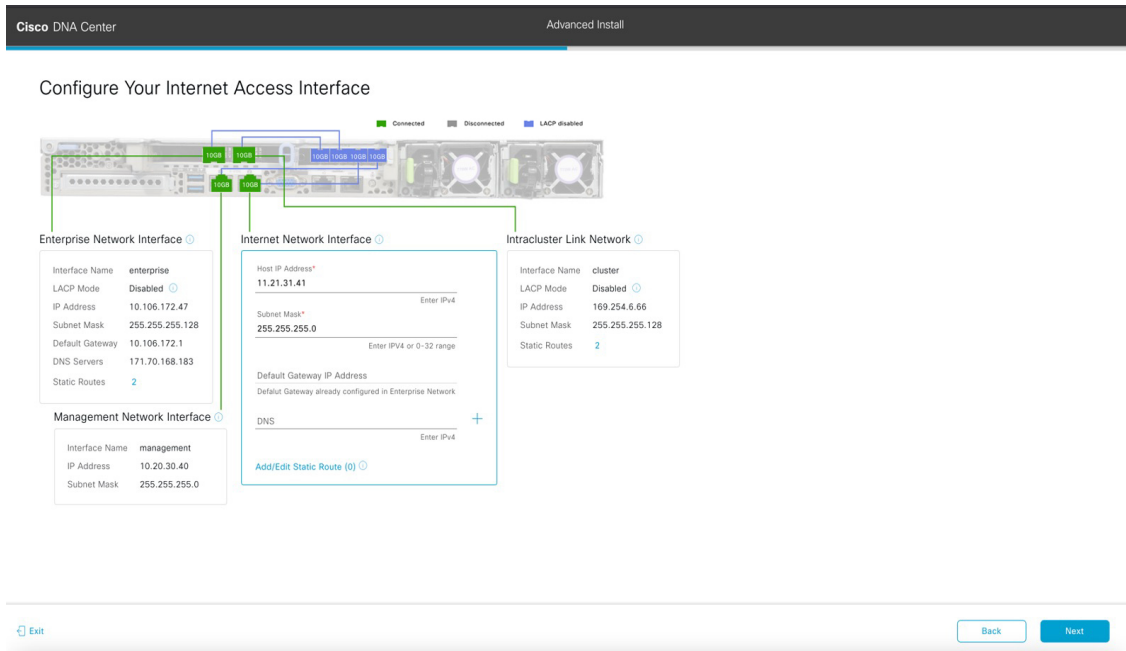 Cisco DNA Center
Advanced Install
Configure Your Internet Access Interface
Connected
Disconnected
LACP disabled
10GB 10GB 10GB 10GB 10GB 10GB
10GB 10GB
Enterprise Network Interface
Interface Name enterprise
LACP Mode Disabled
IP Address 10.106.172.47
Subnet Mask 255.255.255.128
Default Gateway 10.106.172.1
DNS Servers 171.70.168.183
Static Routes 2
Management Network Interface
Interface Name management
IP Address 10.20.30.40
Subnet Mask 255.255.255.0
Internet Network Interface
Host IP Address*
11.21.31.41
Enter IPv4
Subnet Mask*
255.255.255.0
Enter IPV4 or 0-32 range
Default Gateway IP Address
Defalut Gateway already configured in Enterprise Network
DNS
+
Enter IPv4
Add/Edit Static Route (0)
Intracluster Link Network
Interface Name cluster
LACP Mode Disabled
IP Address 169.254.6.66
Subnet Mask 255.255.255.128
Static Routes 2
Exit
Back
Next